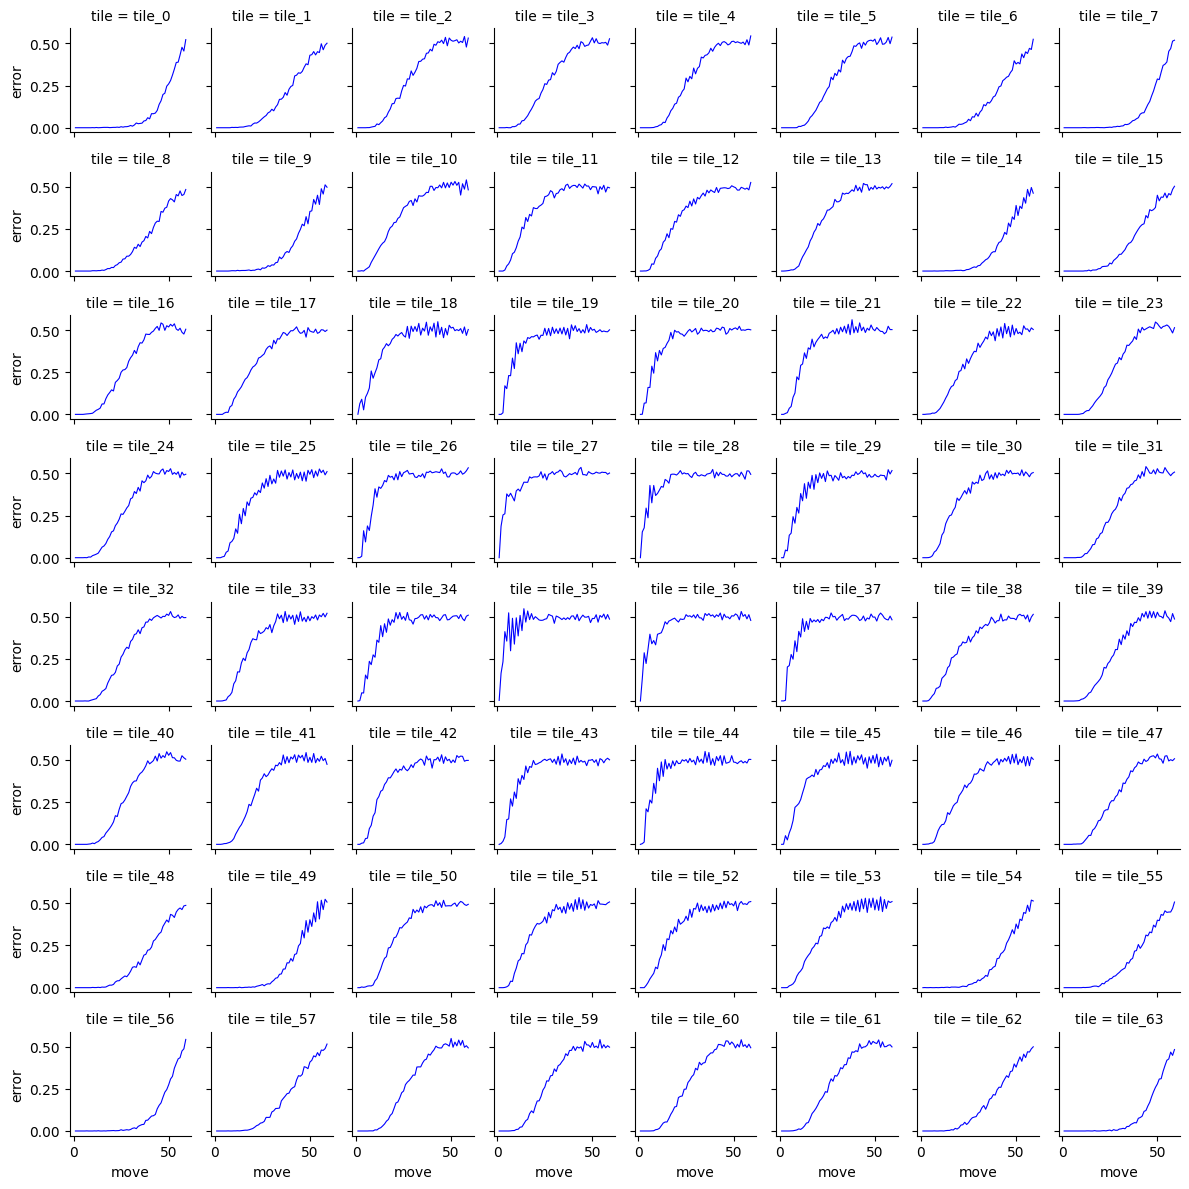 tile = tile_0 tile = tile_1 tile = tile_2 tile = tile_3 tile = tile_4 tile = tile_5 tile = tile_6 tile = tile_7
0.50
error
0.25
0.00
tile = tile_8 tile = tile_9 tile = tile_10 tile = tile_11 tile = tile_12 tile = tile_13 tile = tile_14 tile = tile_15
0.50
error
0.25
0.00
tile = tile_16 tile = tile_17 tile = tile_18 tile = tile_19 tile = tile_20 tile = tile_21 tile = tile_22 tile = tile_23
0.50
error
0.25
0.00
tile = tile_24 tile = tile_25 tile = tile_26 tile = tile_27 tile = tile_28 tile = tile_29 tile = tile_30 tile = tile_31
0.50
error
0.25
0.00
tile = tile_32 tile = tile_33 tile = tile_34 tile = tile_35 tile = tile_36 tile = tile_37 tile = tile_38 tile = tile_39
0.50
error
0.25
0.00
tile = tile_40 tile = tile_41 tile = tile_42 tile = tile_43 tile = tile_44 tile = tile_45 tile = tile_46 tile = tile_47
0.50
error
0.25
0.00
tile = tile_48 tile = tile_49 tile = tile_50 tile = tile_51 tile = tile_52 tile = tile_53 tile = tile_54 tile = tile_55
0.50
error
0.25
0.00
tile = tile_56 tile = tile_57 tile = tile_58 tile = tile_59 tile = tile_60 tile = tile_61 tile = tile_62 tile = tile_63
0.50
error
0.25
0.00
0 50 0 50 0 50 0 50 0 50 0 50 0 50 0 50
move move move move move move move move